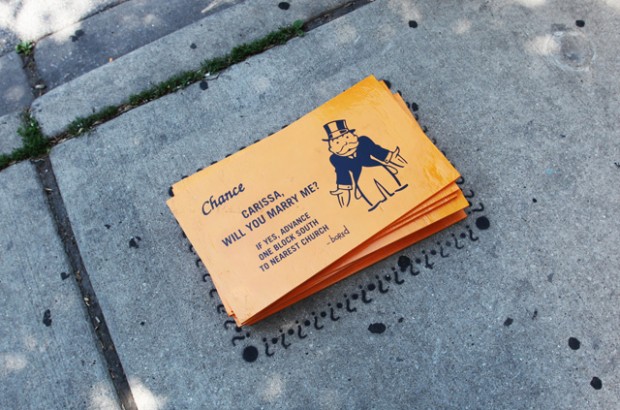 Chance
CARISSA,
WILL YOU MARRY ME?
IF YES, ADVANCE
ONE BLOCK SOUTH
TO NEAREST CHURCH
-bored